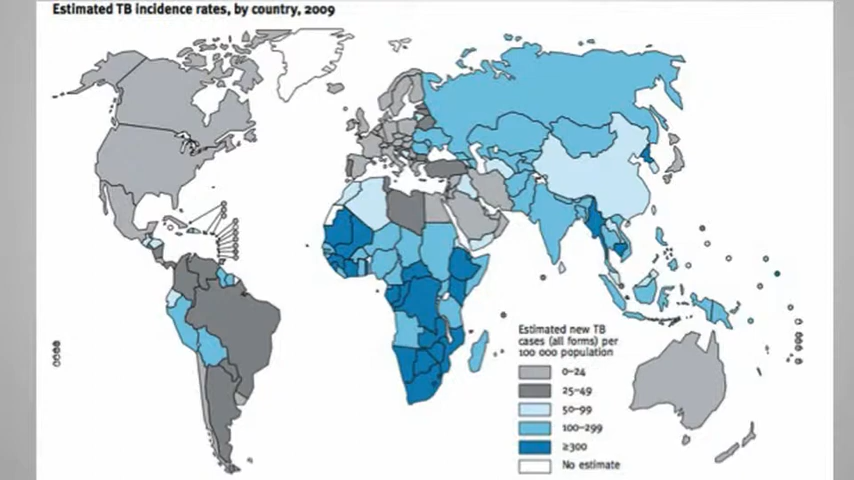 Estimated TB incidence rates, by country, 2009
Estimated new TB
cases (all forms) per
100 000 population
0–24
25–49
50–99
100–299
≥300
No estimate